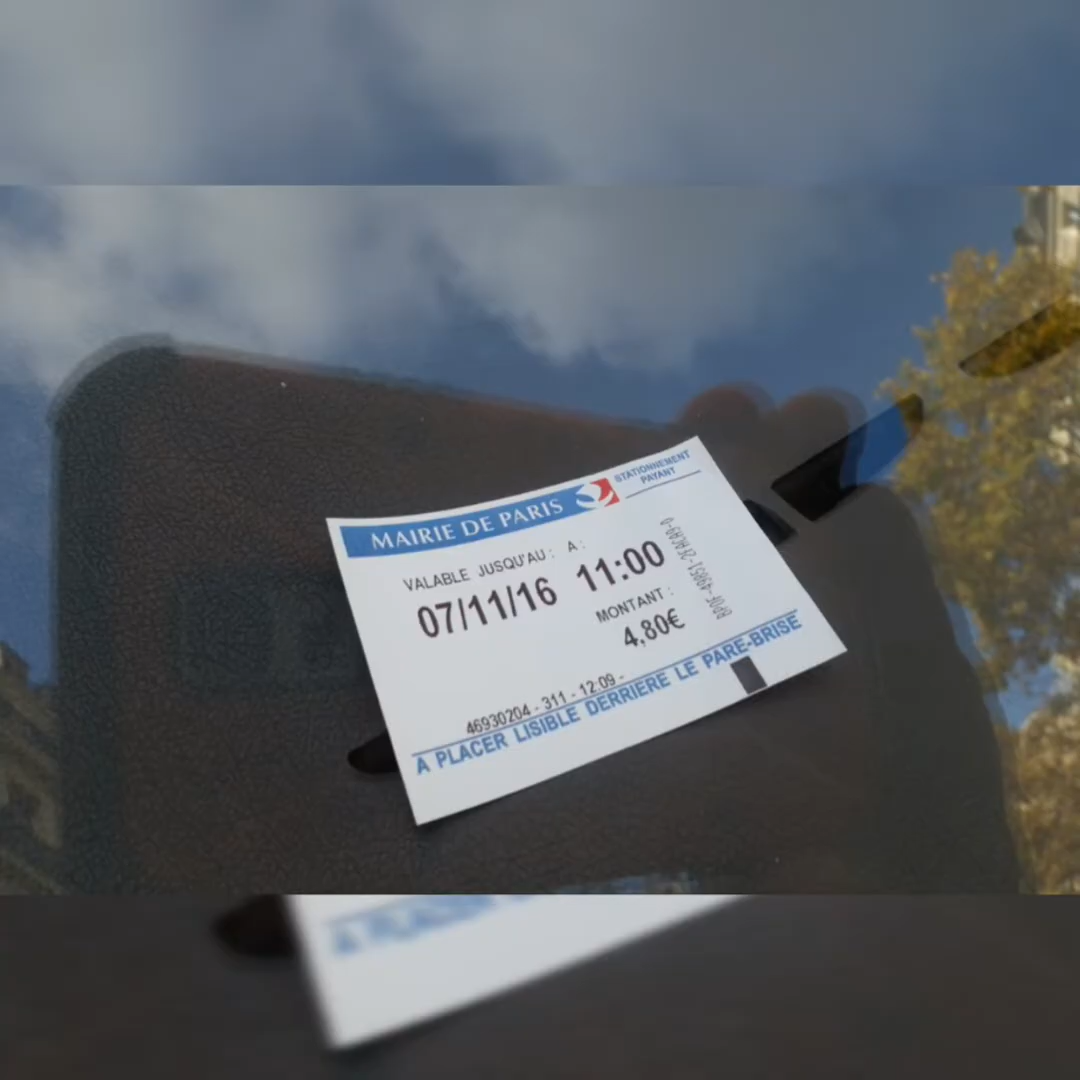 MAIRIE DE PARIS
STATIONNEMENT
PAYANT
VALABLE JUSQU'AU : A :
07/11/16 11:00
MONTANT :
4,80€
46930204 - 311 - 12:09 -
A PLACER LISIBLE DERRIERE LE PARE-BRISE